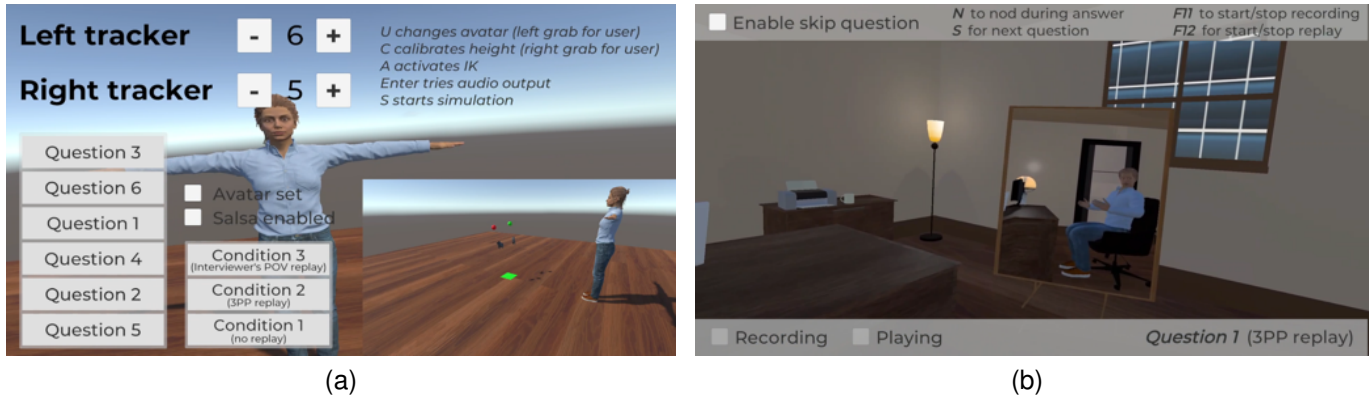 Left tracker - 6 +
Right tracker - 5 +
U changes avatar (left grab for user)
C calibrates height (right grab for user)
A activates IK
Enter tries audio output
S starts simulation
Question 3
Question 6
Question 1
Question 4
Question 2
Question 5
Avatar set
Salsa enabled
Condition 3
(Interviewer's POV replay)
Condition 2
(3PP replay)
Condition 1
(no replay)
(a)
Enable skip question
N to nod during answer
S for next question
F11 to start/stop recording
F12 for start/stop replay
Recording
Playing
Question 1 (3PP replay)
(b)